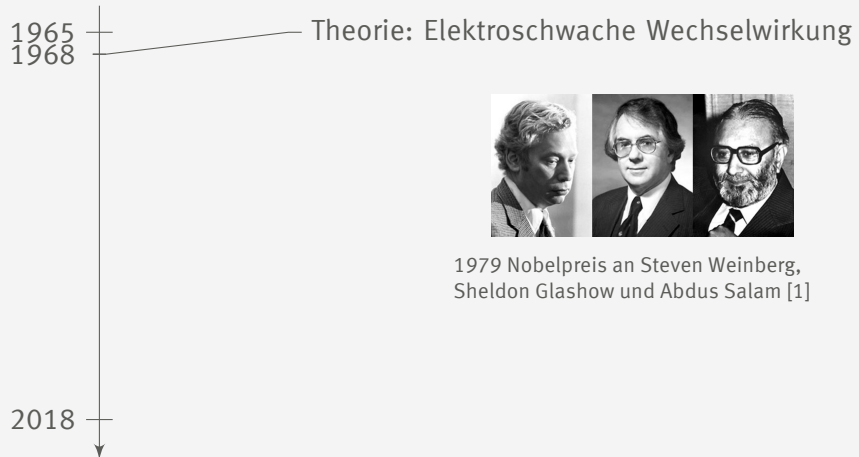 1965
1968
Theorie: Elektroschwache Wechselwirkung
1979 Nobelpreis an Steven Weinberg,
Sheldon Glashow und Abdus Salam [1]
2018